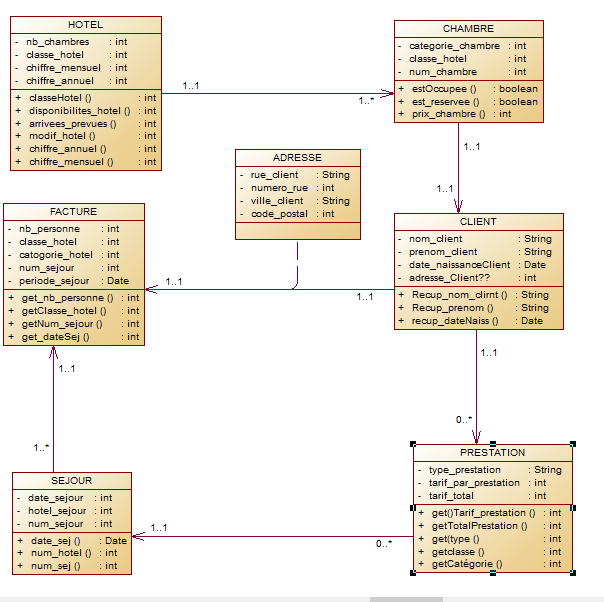 HOTEL
- nb_chambres : int
- classe_hotel : int
- chiffre_mensuel : int
- chiffre_annuel : int
+ classeHotel () : int
+ disponibilites_hotel () : int
+ arrivees_prevues () : int
+ modif_hotel () : int
+ chiffre_annuel () : int
+ chiffre_mensuel () : int
1..1
1..*
CHAMBRE
- categorie_chambre : int
- classe_hotel : int
- num_chambre : int
+ estOccupee () : boolean
+ est_reservee () : boolean
+ prix_chambre () : int
1..1
1..1
ADRESSE
- rue_client : String
- numero_rue : int
- ville_client : String
- code_postal : int
FACTURE
- nb_personne : int
- classe_hotel : int
- catogorie_hotel : int
- num_sejour : int
- periode_sejour : Date
+ get_nb_personne () : int
+ getClasse_hotel () : int
+ getNum_sejour () : int
+ get_dateSej () : int
1..1
1..1
CLIENT
- nom_client : String
- prenom_client : String
- date_naissanceClient : Date
- adresse_Client?? : int
+ Recup_nom_clirnt () : String
+ Recup_prenom () : String
+ recup_dateNaiss () : Date
1..1
0..*
1..1
1..*
SEJOUR
- date_sejour : int
- hotel_sejour : int
- num_sejour : int
+ date_sej () : Date
+ num_hotel () : int
+ num_sej () : int
1..1
0..*
PRESTATION
- type_prestation : String
- tarif_par_prestation : int
- tarif_total : int
+ get()Tarif_prestation () : int
+ getTotalPrestation () : int
+ get(type () : int
+ getclasse () : int
+ getCatégorie () : int